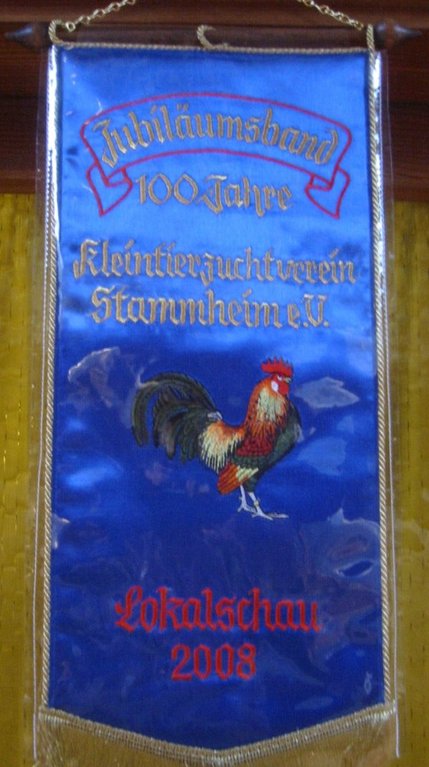 Jubiläumsband
100 Jahre
Kleintierzuchtverein
Stammheim e.V.
Lokalschau
2008